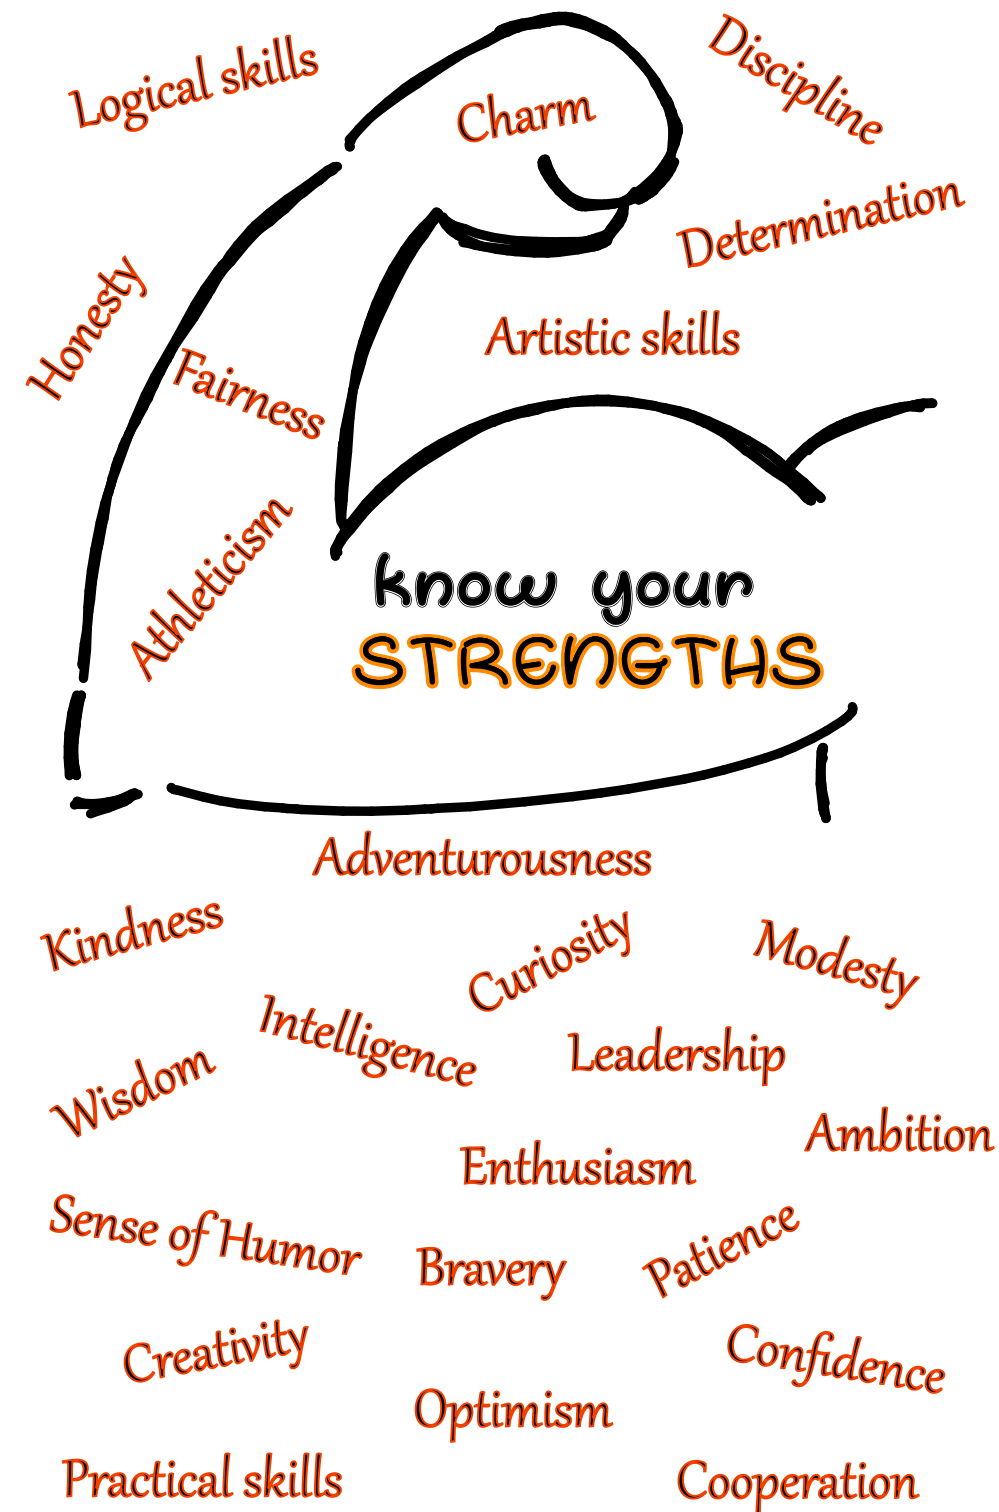 Logical skills
Discipline
Charm
Determination
Honesty
Artistic skills
Fairness
Athleticism
know your
STRENGTHS
Adventurousness
Kindness
Curiosity
Modesty
Intelligence
Leadership
Wisdom
Ambition
Enthusiasm
Sense of Humor
Bravery
Patience
Creativity
Confidence
Optimism
Practical skills
Cooperation